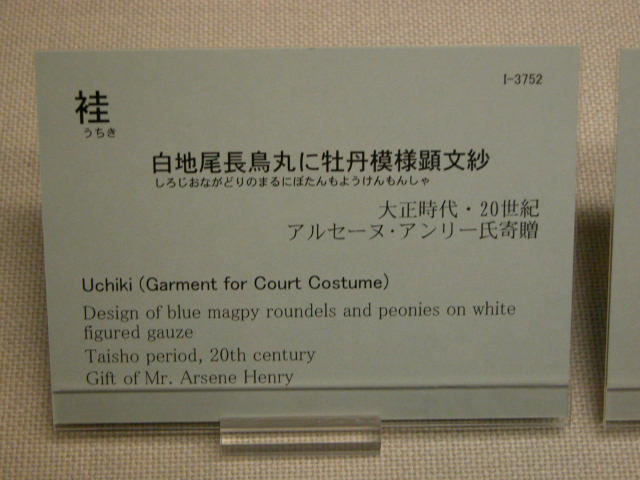 I-3752
袿
うちき
白地尾長鳥丸に牡丹模様顕文紗
しろじおながどりのまるにぼたんもようけんもんしゃ
大正時代・20世紀
アルセーヌ・アンリー氏寄贈
Uchiki (Garment for Court Costume)
Design of blue magpy roundels and peonies on white
figured gauze
Taisho period, 20th century
Gift of Mr. Arsene Henry